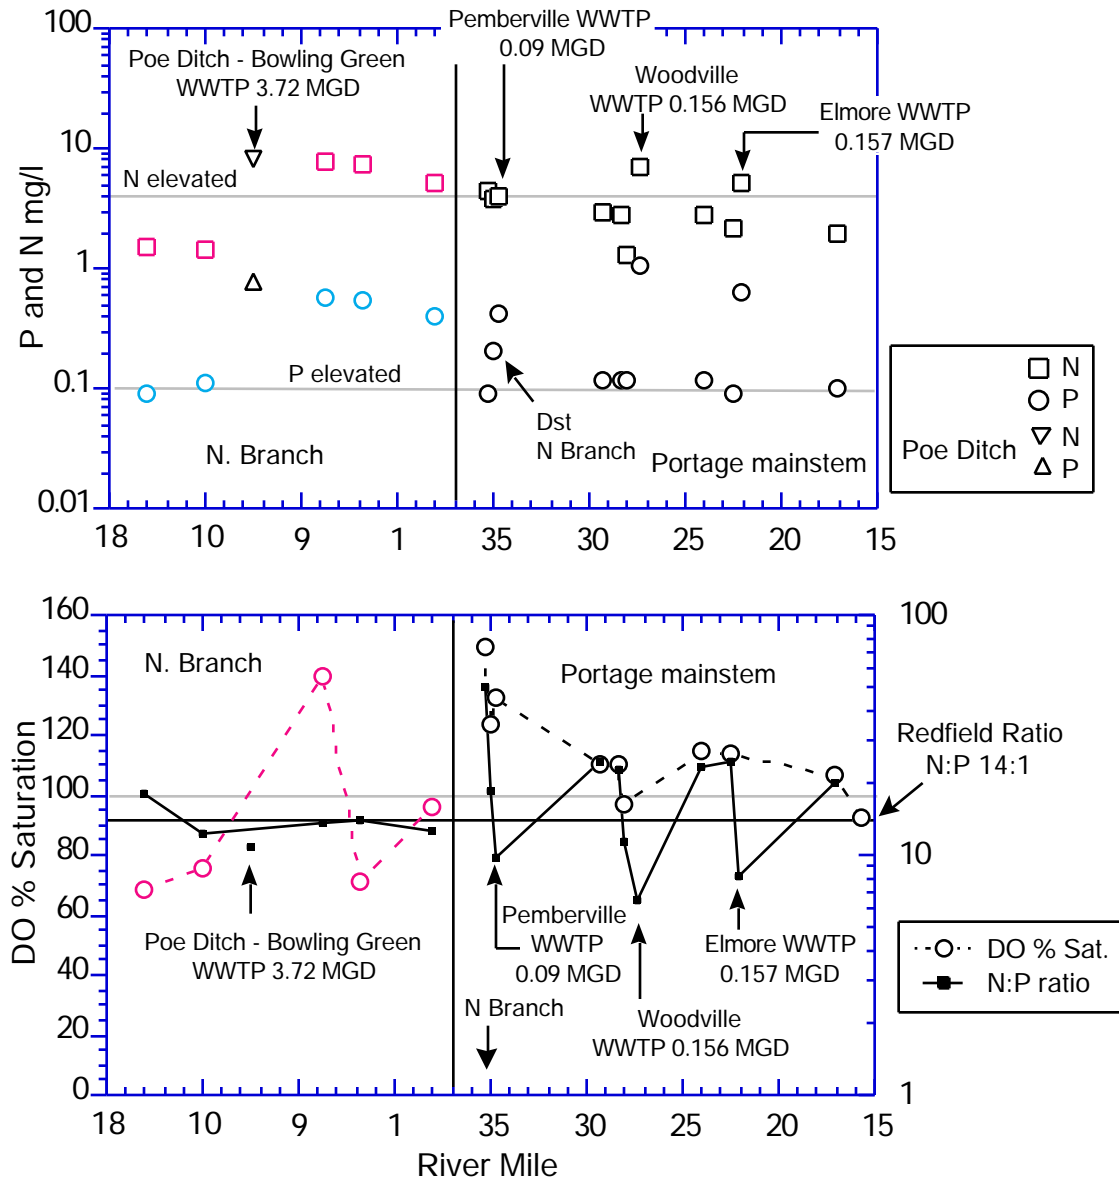 P and N mg/l
100
10
1
0.1
0.01
Pemberville WWTP
0.09 MGD
Poe Ditch - Bowling Green
WWTP 3.72 MGD
Woodville
WWTP 0.156 MGD
Elmore WWTP
0.157 MGD
N elevated
P elevated
Dst
N Branch
N. Branch
Portage mainstem
N
P
Poe Ditch
N
P
18 10 9 1 35 30 25 20 15
DO % Saturation
160
140
120
100
80
60
40
20
0
100
10
1
N. Branch
Portage mainstem
Redfield Ratio
N:P 14:1
Poe Ditch - Bowling Green
WWTP 3.72 MGD
Pemberville
WWTP
0.09 MGD
Elmore WWTP
0.157 MGD
N Branch
Woodville
WWTP 0.156 MGD
DO % Sat.
N:P ratio
18 10 9 1 35 30 25 20 15
River Mile